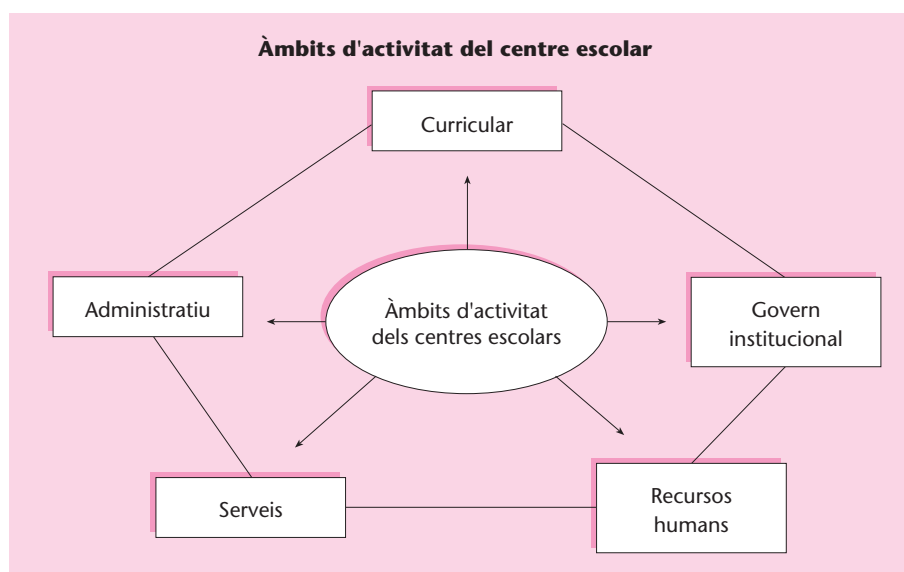 Àmbits d'activitat del centre escolar
Curricular
Administratiu
Àmbits d'activitat
dels centres escolars
Govern
institucional
Serveis
Recursos
humans